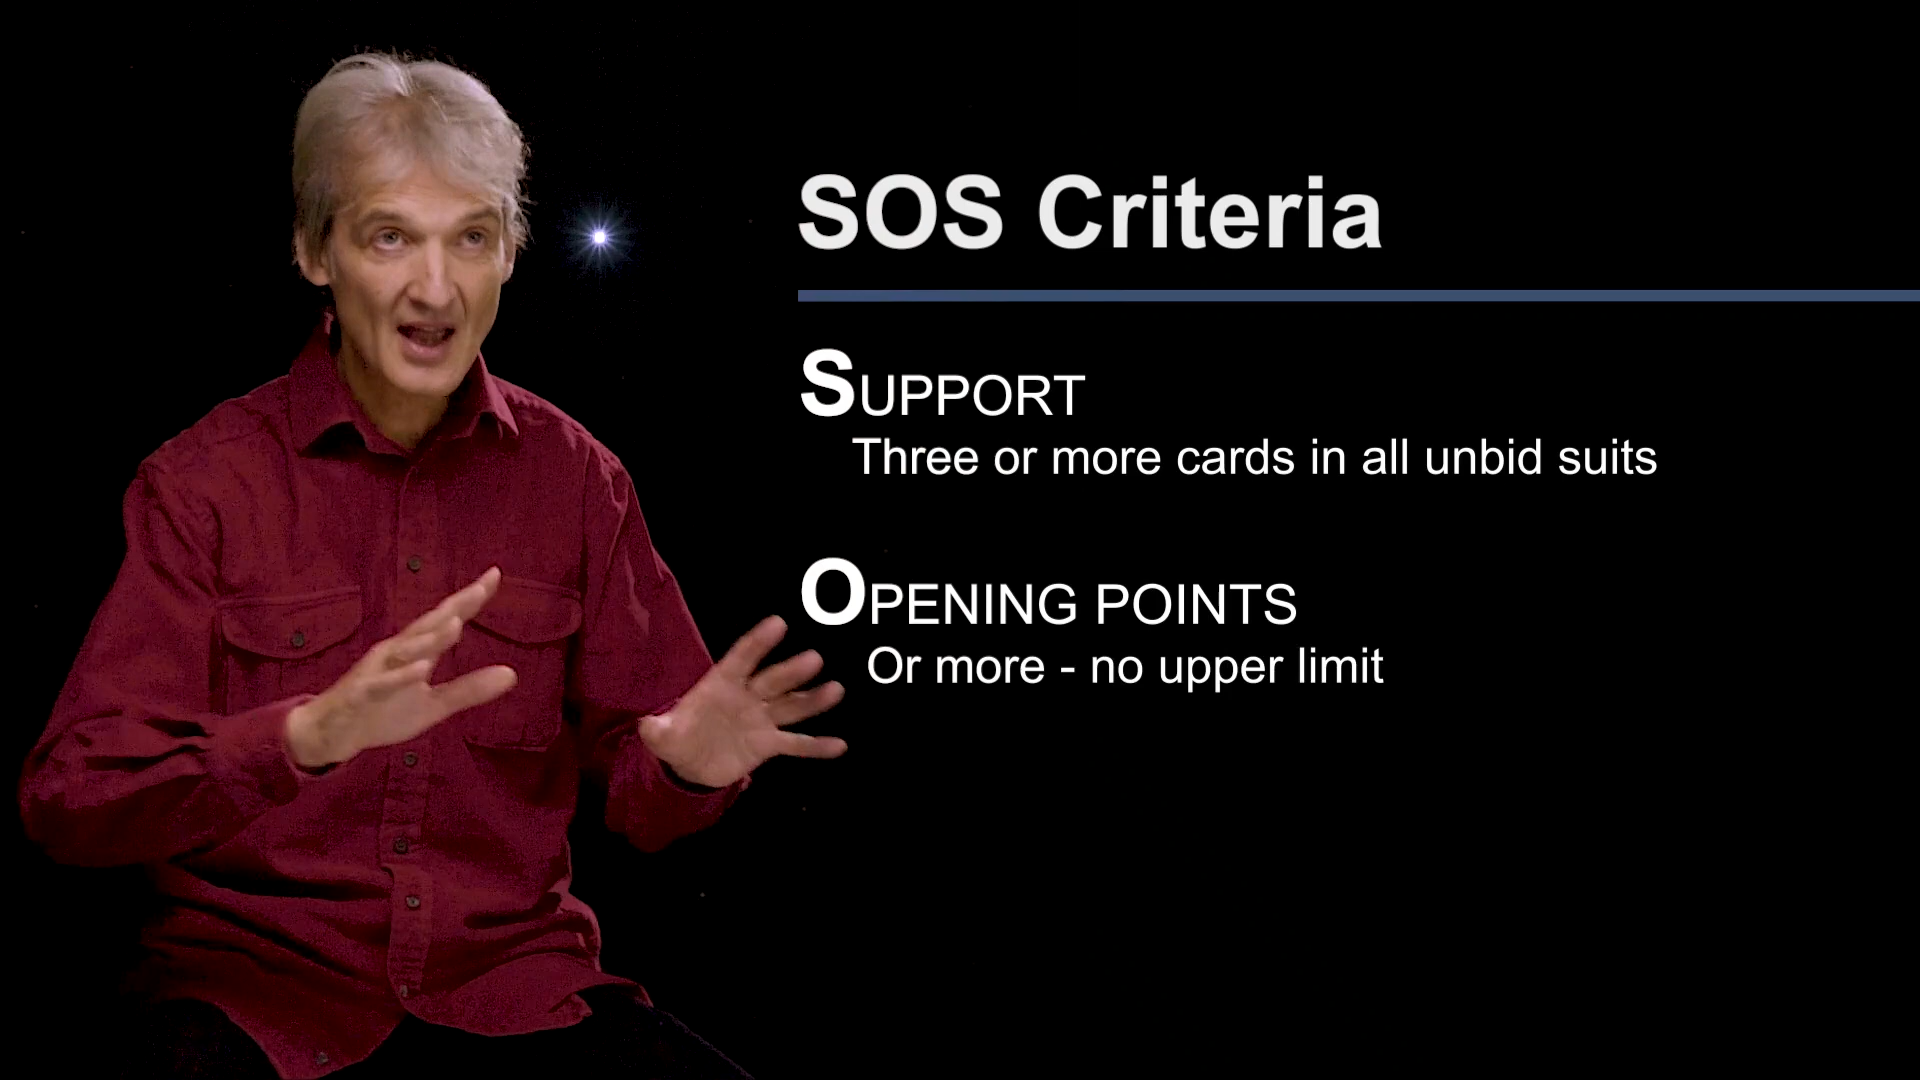 SOS Criteria
SUPPORT
Three or more cards in all unbid suits
OPENING POINTS
Or more - no upper limit